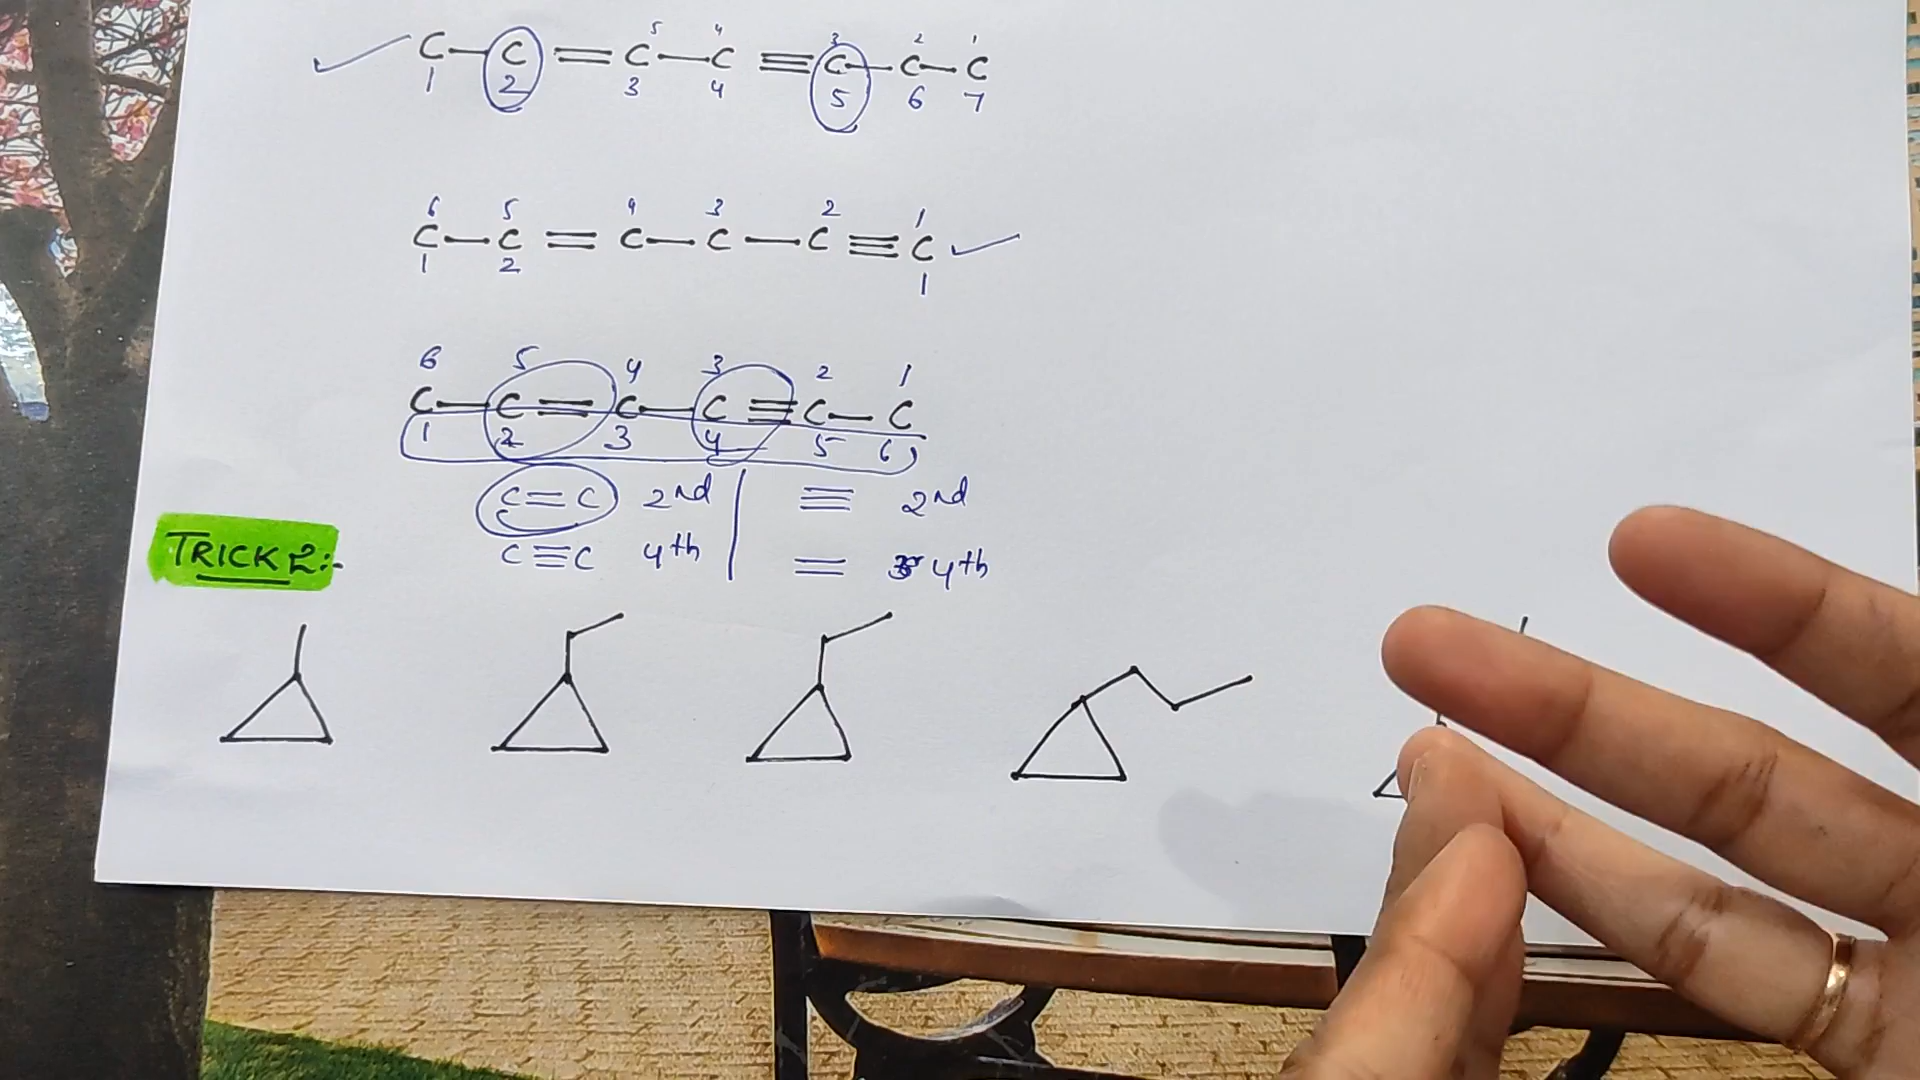 5 4 3 2 1
C—C=C—C≡C—C—C
1 2 3 4 5 6 7
6 5 4 3 2 1
C—C=C—C—C≡C
1 2 1
6 5 4 3 2 1
C—C=C—C≡C—C
1 2 3 4 5 6
C=C 2nd | ≡ 2nd
TRICK 2:-
C≡C 4th | = 4th